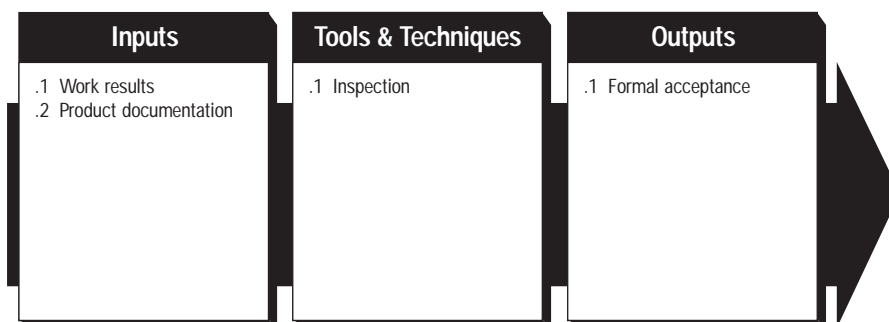 Inputs
.1 Work results
.2 Product documentation
Tools & Techniques
.1 Inspection
Outputs
.1 Formal acceptance